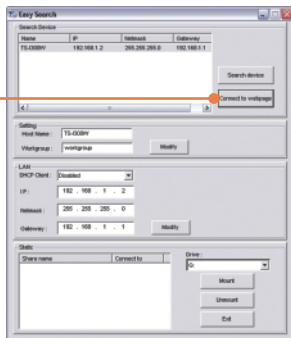 Easy Search
Search Device
Name IP Netmask Gateway
TS-I300W 192.168.1.2 255.255.255.0 192.168.1.1
Search device
Connect to webpage
Setting
Host Name : TS-I300W
Workgroup : workgroup
Modify
LAN
DHCP Client : Disabled
I P : 192 . 168 . 1 . 2
Netmask : 255 . 255 . 255 . 0
Gateway : 192 . 168 . 1 . 1
Modify
Static
Share name Connect to
Drive :
G:
Mount
Unmount
Exit